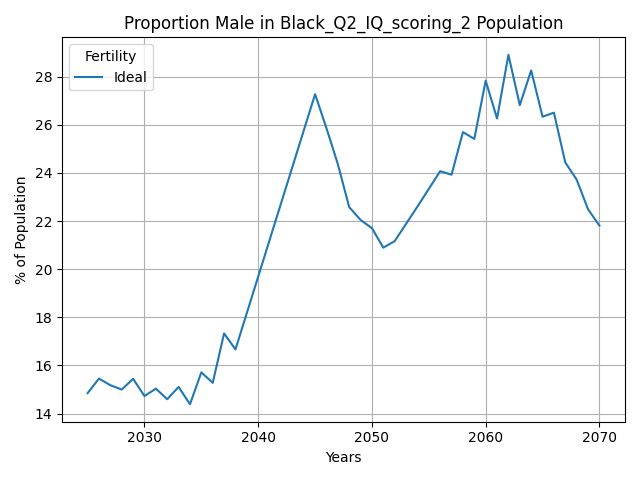 Proportion Male in Black_Q2_IQ_scoring_2 Population
Fertility
Ideal
% of Population
28
26
24
22
20
18
16
14
2030 2040 2050 2060 2070
Years